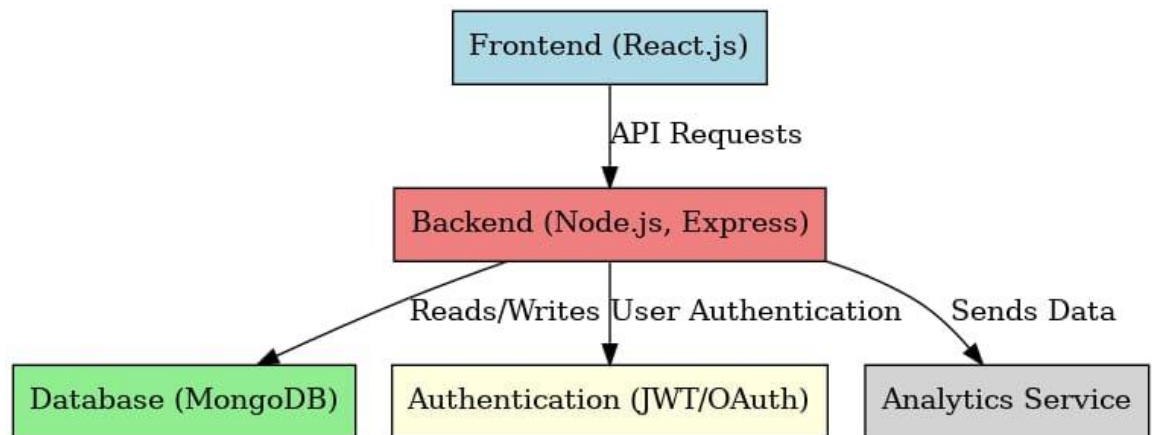 Frontend (React.js)
API Requests
Backend (Node.js, Express)
Reads/Writes
User Authentication
Sends Data
Database (MongoDB)
Authentication (JWT/OAuth)
Analytics Service